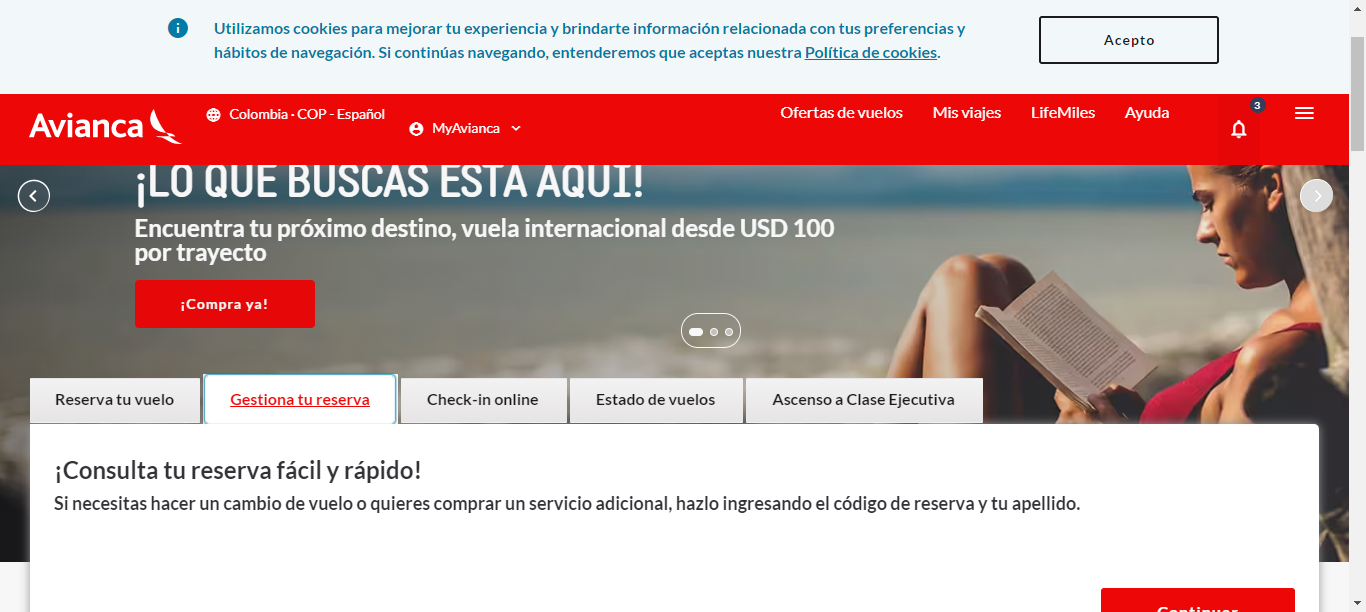 Utilizamos cookies para mejorar tu experiencia y brindarte información relacionada con tus preferencias y
hábitos de navegación. Si continúas navegando, entenderemos que aceptas nuestra Política de cookies.
Acepto
Avianca
Colombia · COP - Español
MyAvianca
Ofertas de vuelos
Mis viajes
LifeMiles
Ayuda
3
¡LO QUE BUSCAS ESTÁ AQUÍ!
Encuentra tu próximo destino, vuela internacional desde USD 100
por trayecto
¡Compra ya!
Reserva tu vuelo
Gestiona tu reserva
Check-in online
Estado de vuelos
Ascenso a Clase Ejecutiva
¡Consulta tu reserva fácil y rápido!
Si necesitas hacer un cambio de vuelo o quieres comprar un servicio adicional, hazlo ingresando el código de reserva y tu apellido.
Continuar